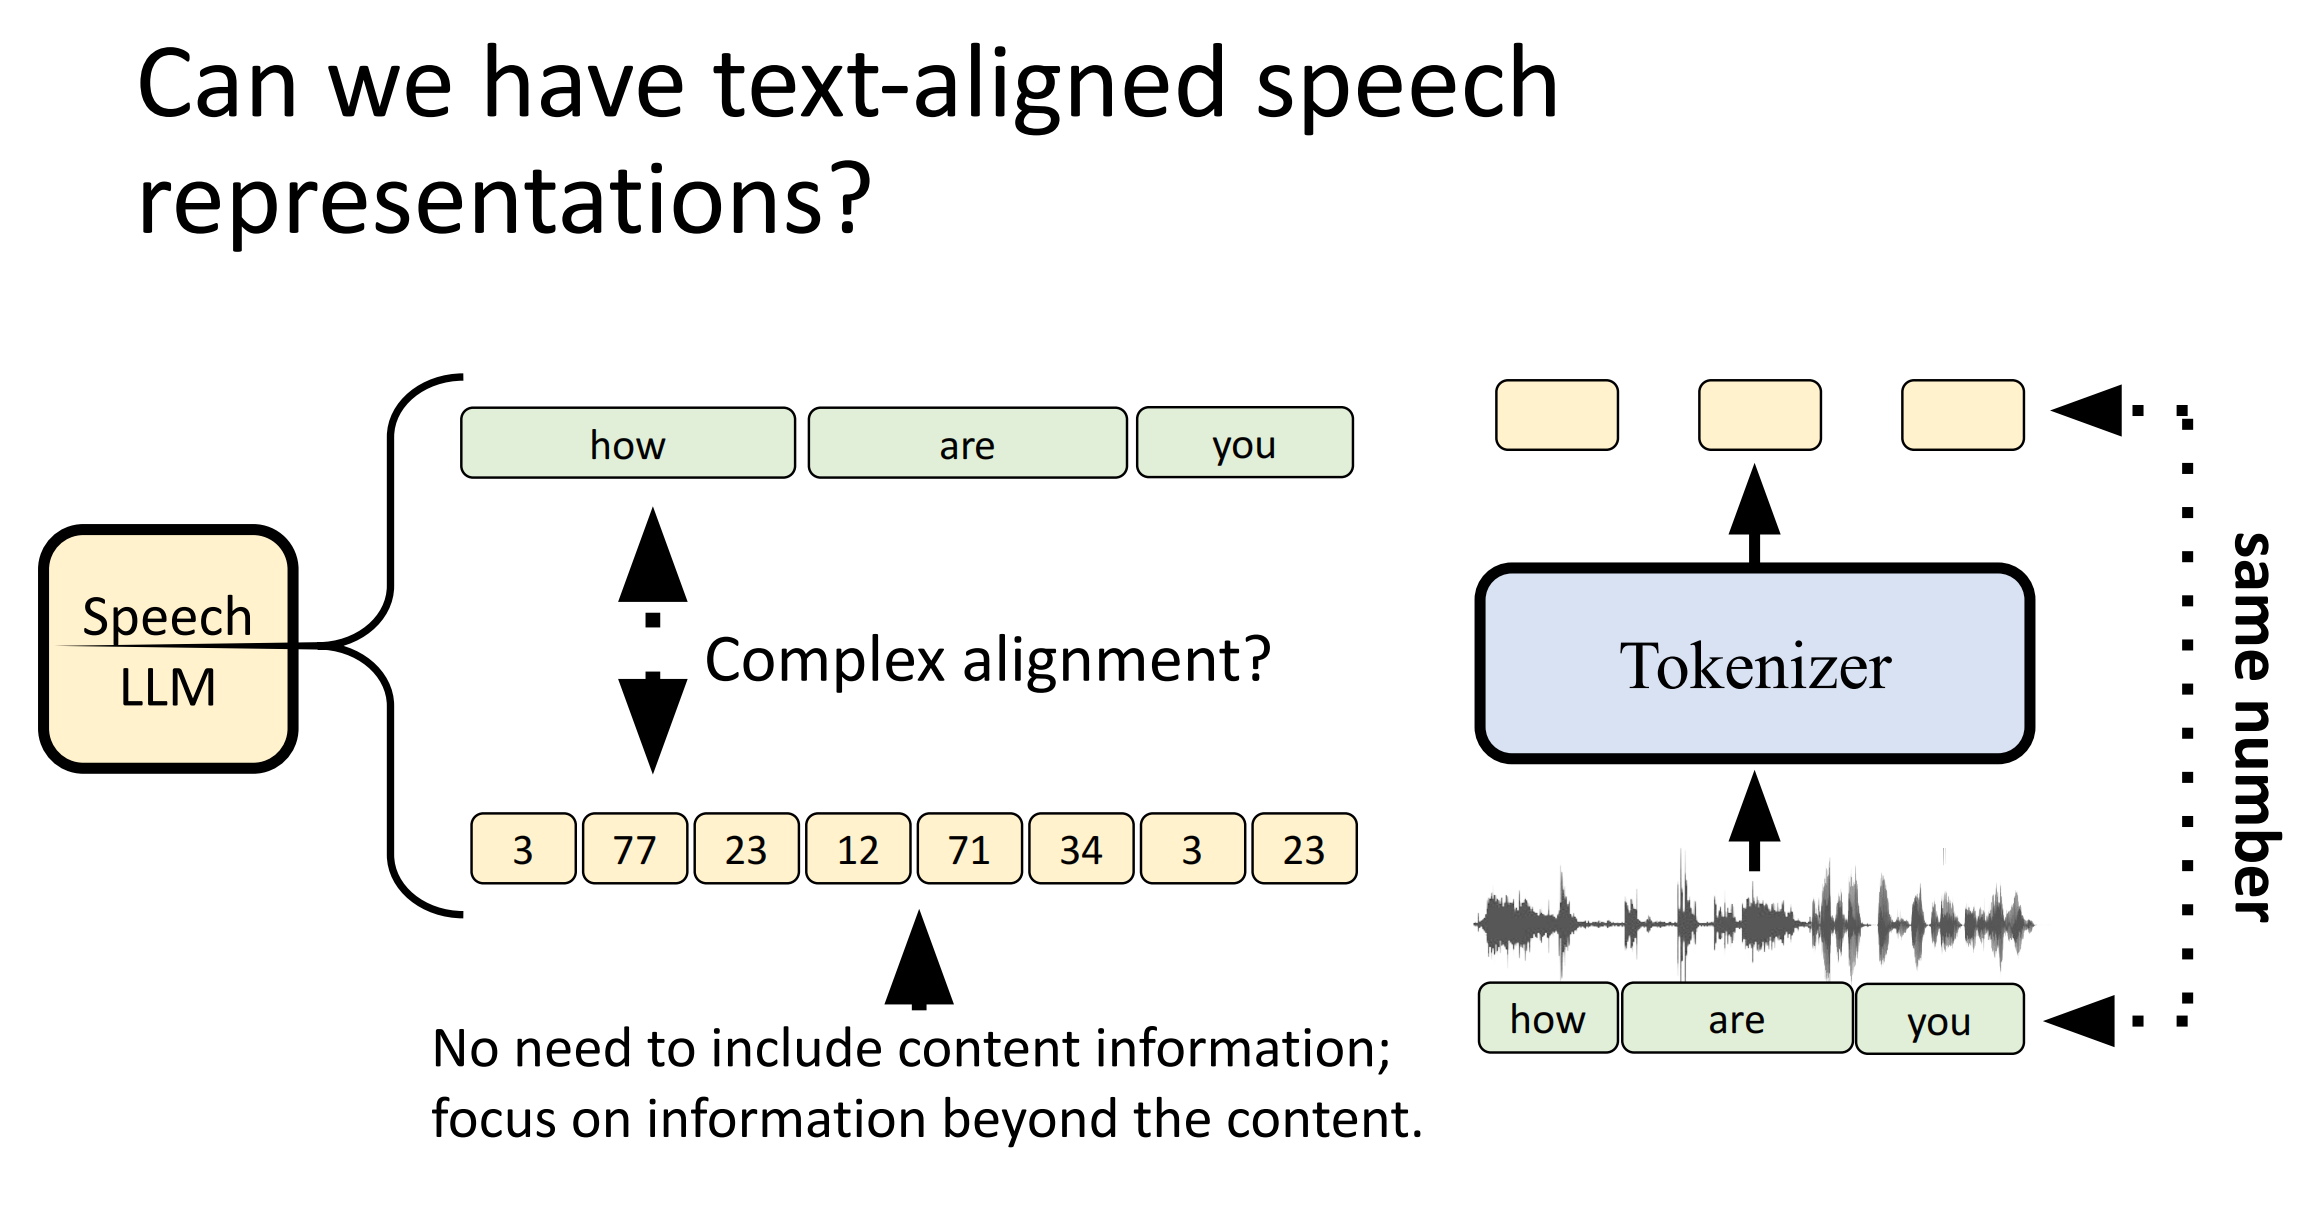 Can we have text-aligned speech
representations?
how are you
Speech
LLM
Complex alignment?
3 77 23 12 71 34 3 23
No need to include content information;
focus on information beyond the content.
Tokenizer
how are you
same number